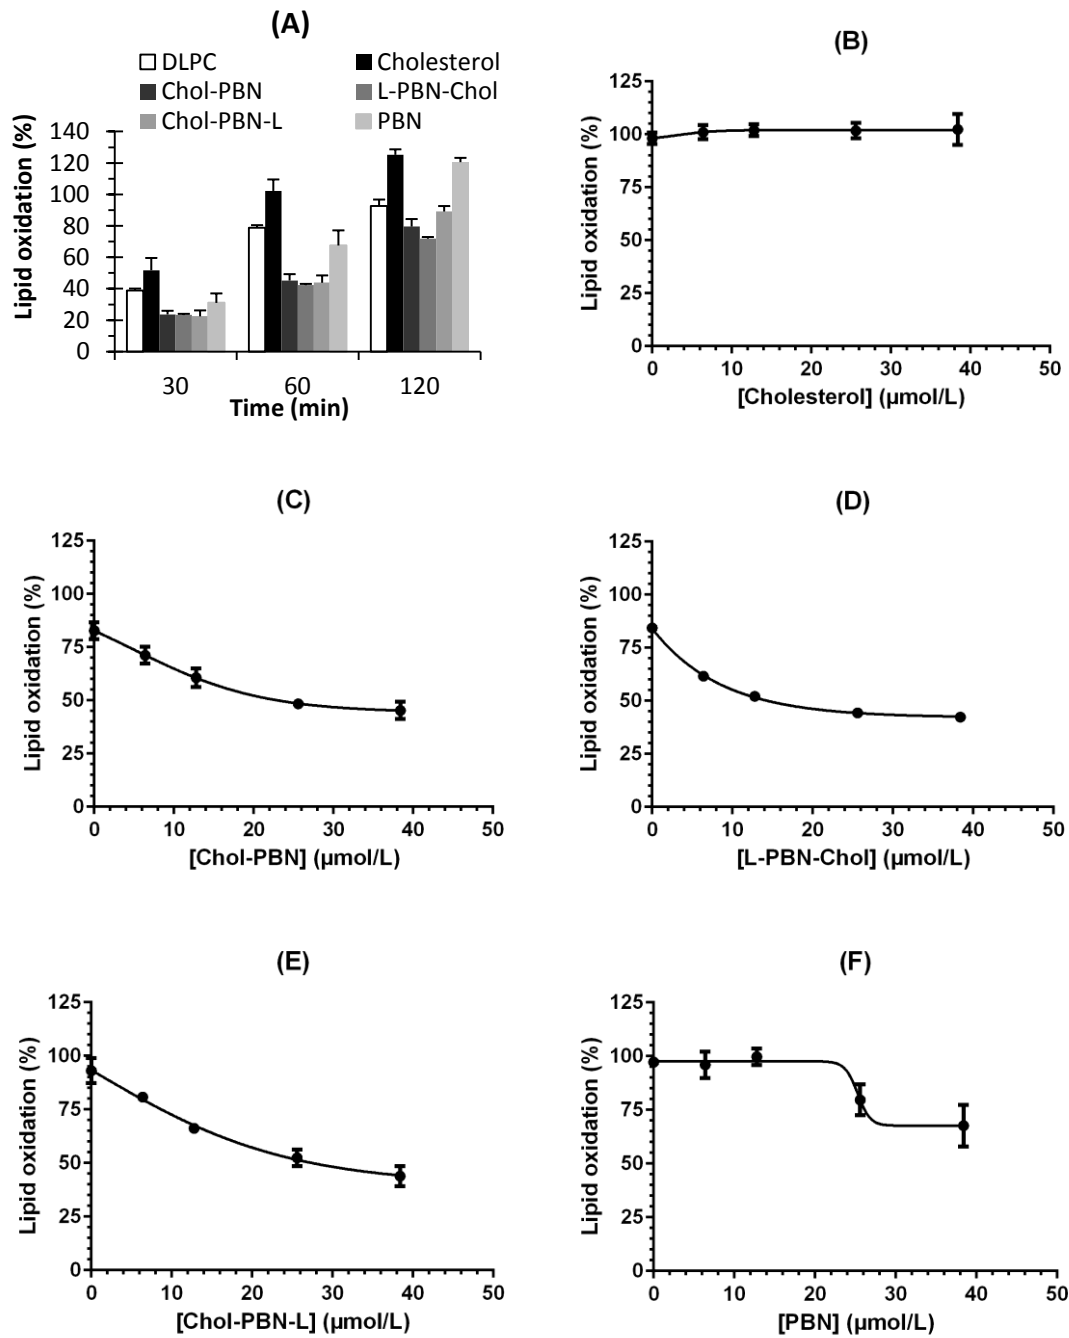 (A)
DLPC Cholesterol
Chol-PBN L-PBN-Chol
Chol-PBN-L PBN
Lipid oxidation (%)
140
120
100
80
60
40
20
0
30 60 120
Time (min)
(B)
Lipid oxidation (%)
125
100
75
50
25
0
0 10 20 30 40 50
[Cholesterol] (µmol/L)
(C)
Lipid oxidation (%)
125
100
75
50
25
0
0 10 20 30 40 50
[Chol-PBN] (µmol/L)
(D)
Lipid oxidation (%)
125
100
75
50
25
0
0 10 20 30 40 50
[L-PBN-Chol] (µmol/L)
(E)
Lipid oxidation (%)
125
100
75
50
25
0
0 10 20 30 40 50
[Chol-PBN-L] (µmol/L)
(F)
Lipid oxidation (%)
125
100
75
50
25
0
0 10 20 30 40 50
[PBN] (µmol/L)